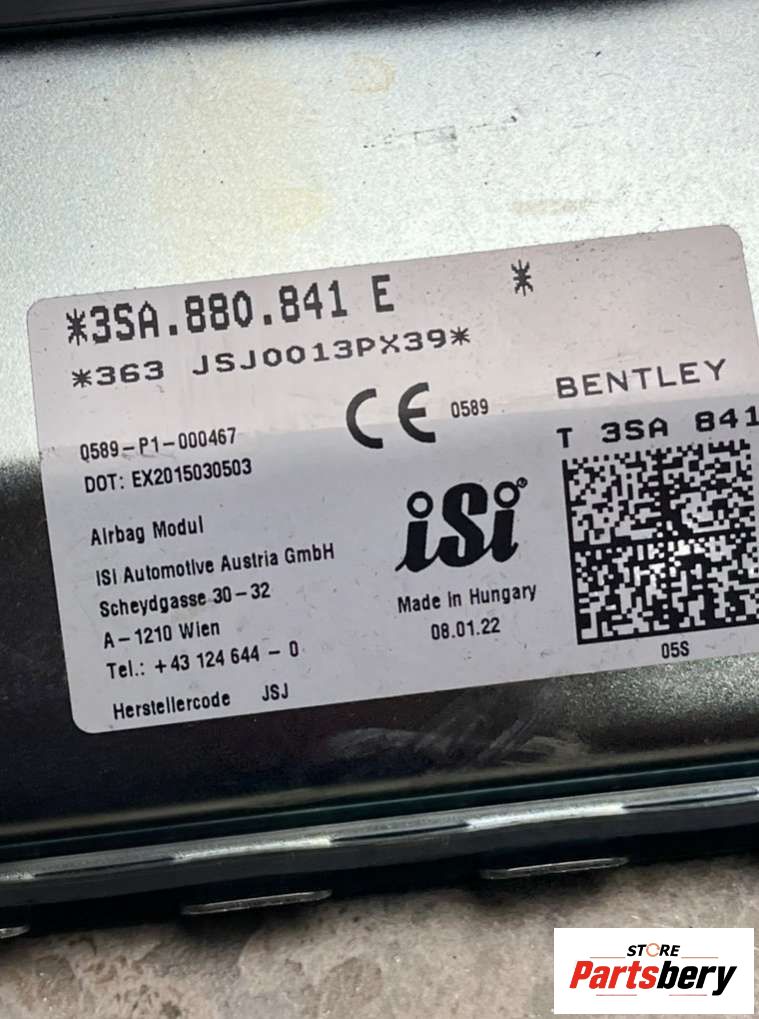 *3SA.880.841 E *
*363 JSJ0013PX39*
0589-P1-000467
CE 0589
BENTLEY
DOT: EX2015030503
T 3SA 841
Airbag Modul
iSi Automotive Austria GmbH
iSi®
Scheydgasse 30-32
Made in Hungary
A-1210 Wien
08.01.22
Tel.: +43 124 644 - 0
05S
Herstellercode JSJ
STORE
Partsbery